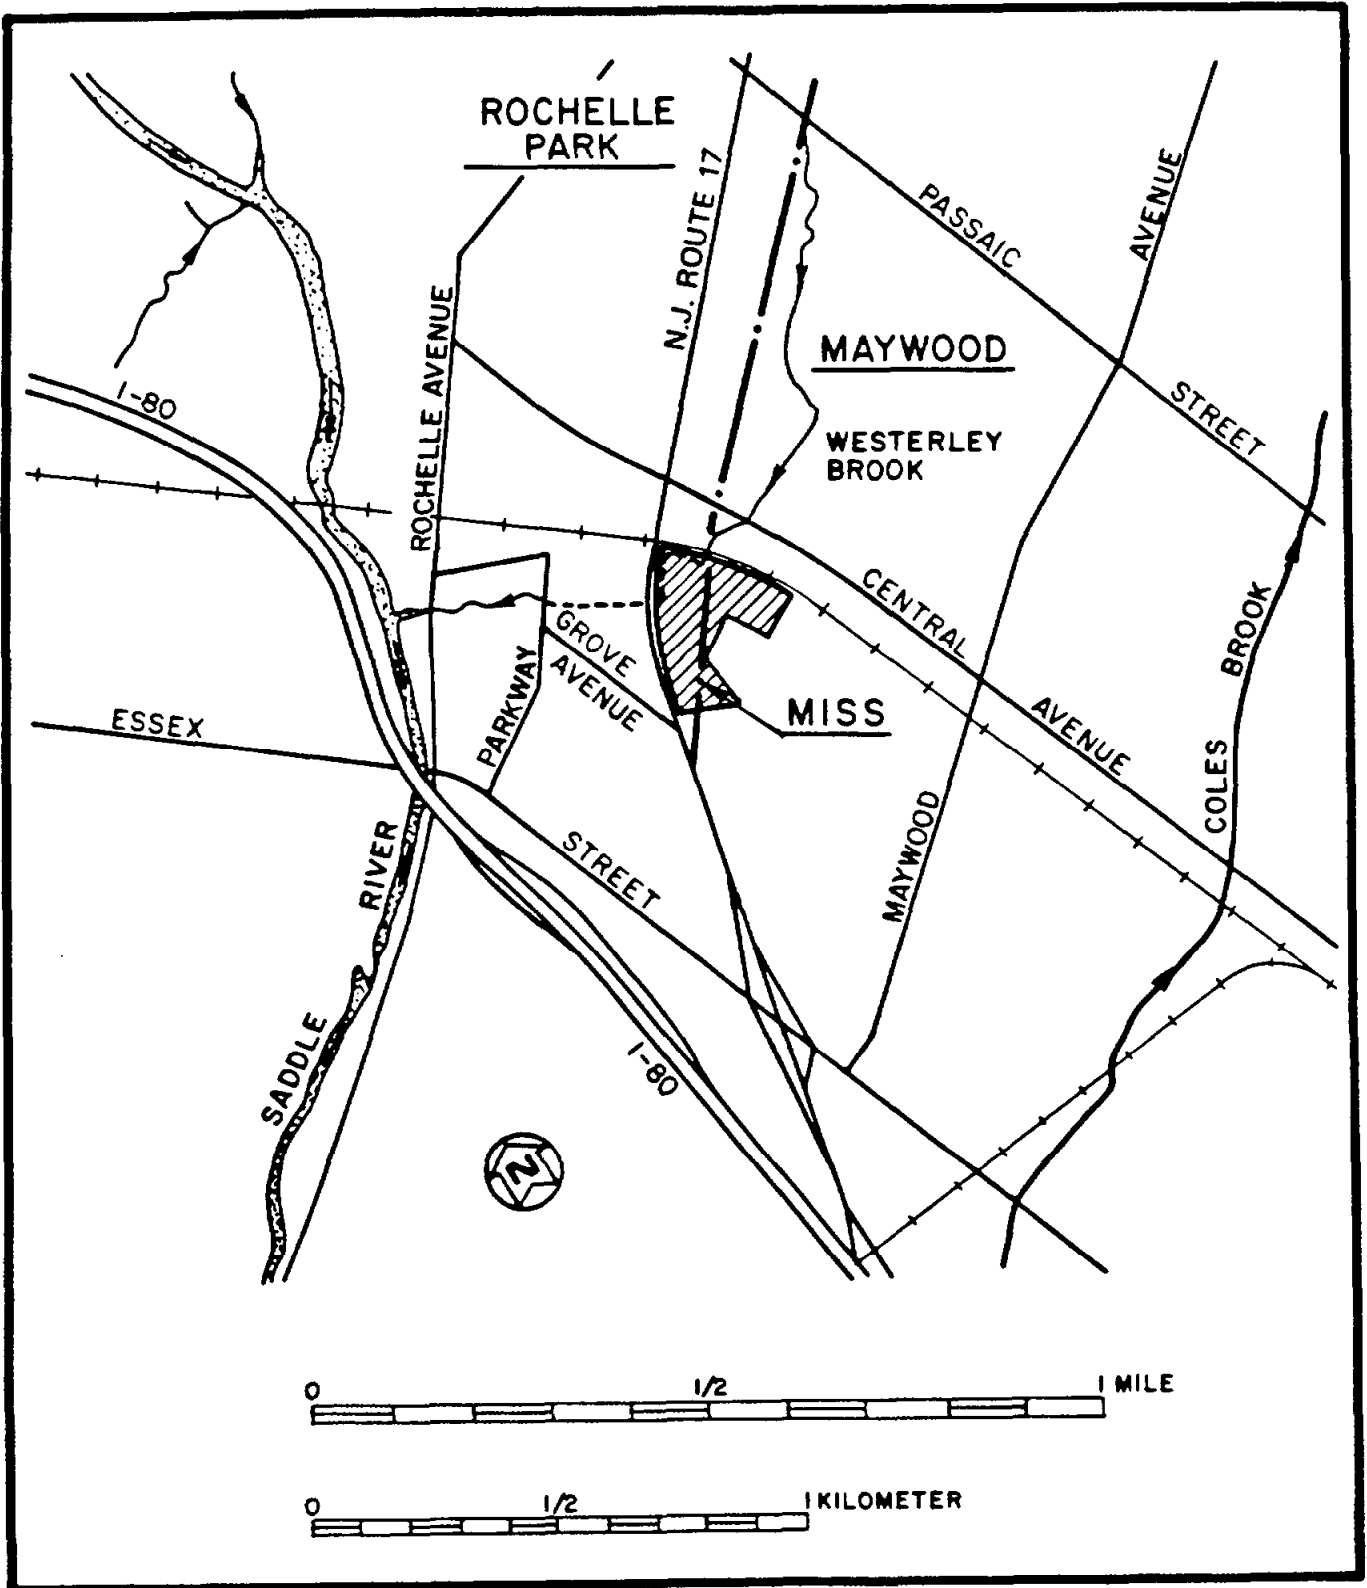 ROCHELLE
PARK
N.J. ROUTE 17
PASSAIC
STREET
AVENUE
MAYWOOD
ROCHELLE AVENUE
MAYWOOD
I-80
WESTERLEY
BROOK
CENTRAL
AVENUE
COLES
BROOK
GROVE
AVENUE
PARKWAY
MISS
ESSEX
STREET
SADDLE
RIVER
I-80
N
0 1/2 1 MILE
0 1/2 1 KILOMETER